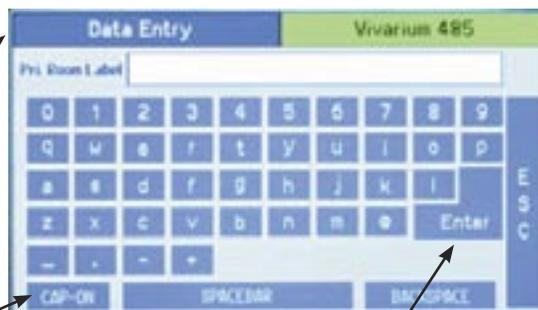 Data Entry Vivarium 485
Pri. Room Label
0 1 2 3 4 5 6 7 8 9
q w e r t y u i o p
a s d f g h j k l
z x c v b n m @ Enter
_ . - +
CAP-ON SPACEBAR BACKSPACE
ESC